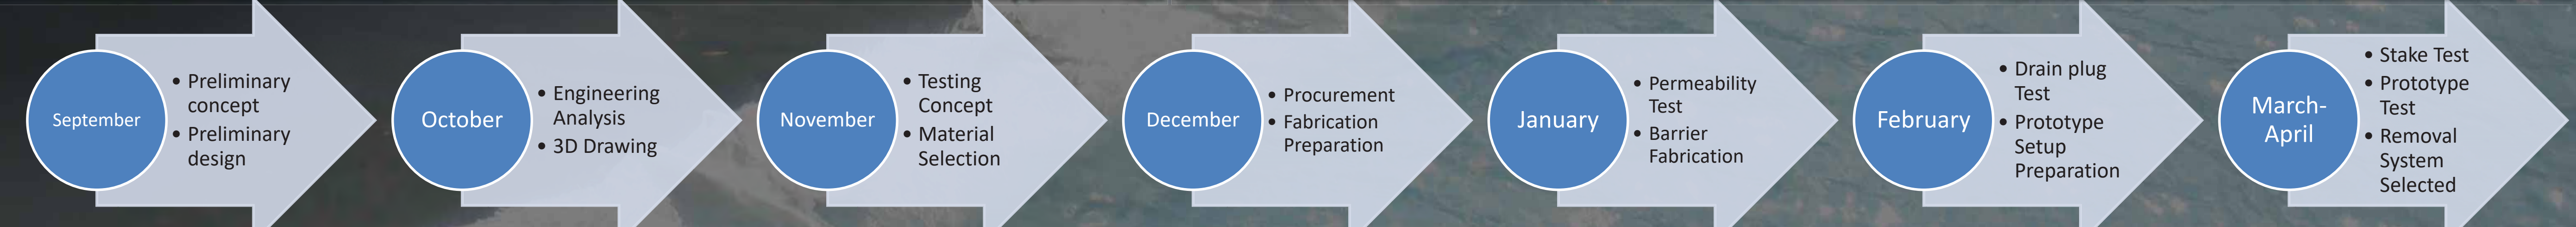 September
• Preliminary
concept
• Preliminary
design
October
• Engineering
Analysis
• 3D Drawing
November
• Testing
Concept
• Material
Selection
December
• Procurement
• Fabrication
Preparation
January
• Permeability
Test
• Barrier
Fabrication
February
• Drain plug
Test
• Prototype
Setup
Preparation
March-
April
• Stake Test
• Prototype
Test
• Removal
System
Selected